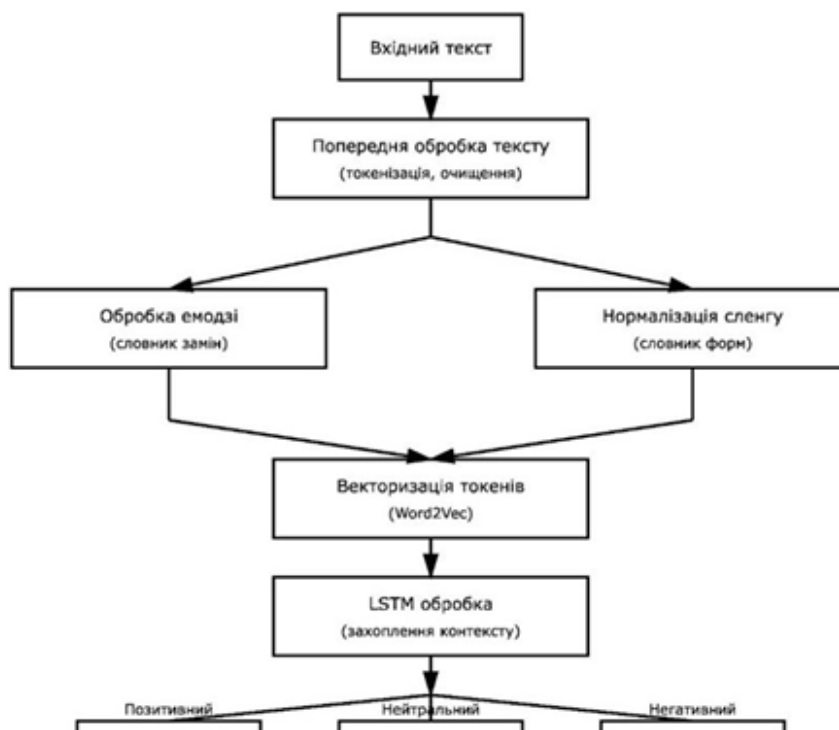 Вхідний текст
Попередня обробка тексту
(токенізація, очищення)
Обробка емодзі
(словник замін)
Нормалізація сленгу
(словник форм)
Векторизація токенів
(Word2Vec)
LSTM обробка
(захоплення контексту)
Позитивний
Нейтральний
Негативний